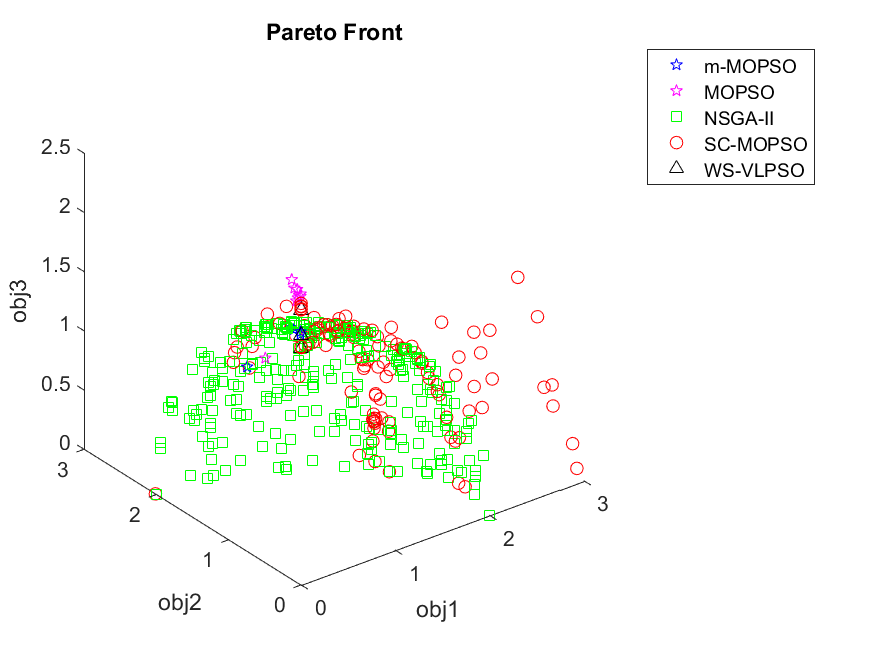 Pareto Front
m-MOPSO
MOPSO
NSGA-II
SC-MOPSO
WS-VLPSO
2.5
2
1.5
1
0.5
0
obj3
3
2
1
0
obj2
0
1
2
3
obj1